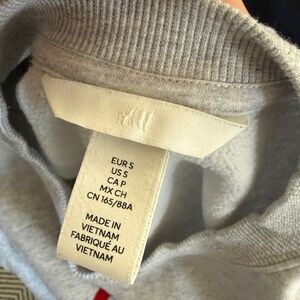 H&M
EUR S
US S
CA P
MX CH
CN 165/88A
MADE IN
VIETNAM
FABRIQUÉ AU
VIETNAM